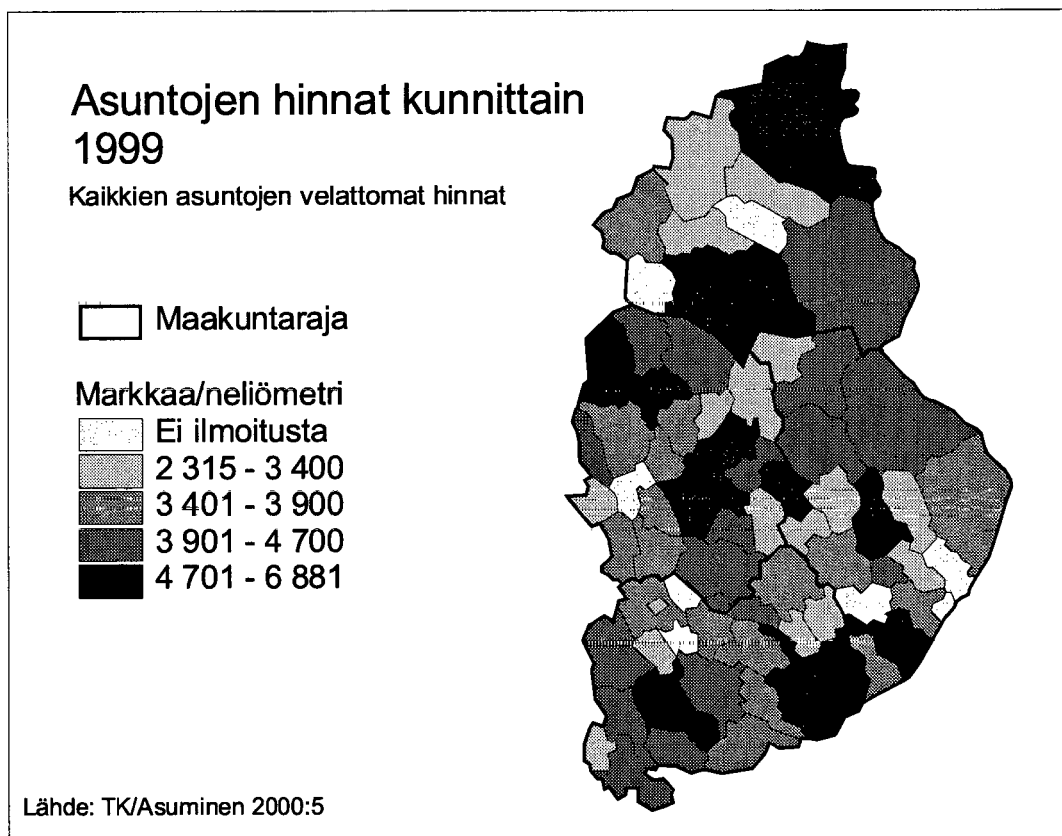 Asuntojen hinnat kunnittain
1999
Kaikkien asuntojen velattomat hinnat
Maakuntaraja
Markkaa/neliömetri
Ei ilmoitusta
2 315 - 3 400
3 401 - 3 900
3 901 - 4 700
4 701 - 6 881
Lähde: TK/Asuminen 2000:5